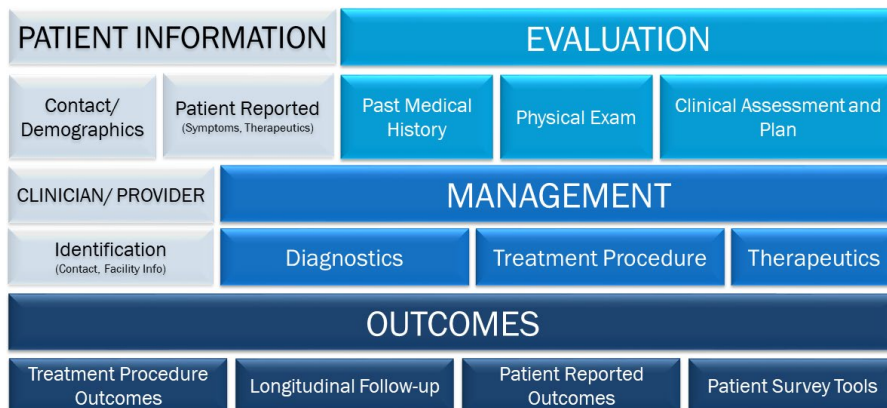 PATIENT INFORMATION
EVALUATION
Contact/
Demographics
Patient Reported
(Symptoms, Therapeutics)
Past Medical
History
Physical Exam
Clinical Assessment and
Plan
CLINICIAN/ PROVIDER
MANAGEMENT
Identification
(Contact, Facility Info)
Diagnostics
Treatment Procedure
Therapeutics
OUTCOMES
Treatment Procedure
Outcomes
Longitudinal Follow-up
Patient Reported
Outcomes
Patient Survey Tools